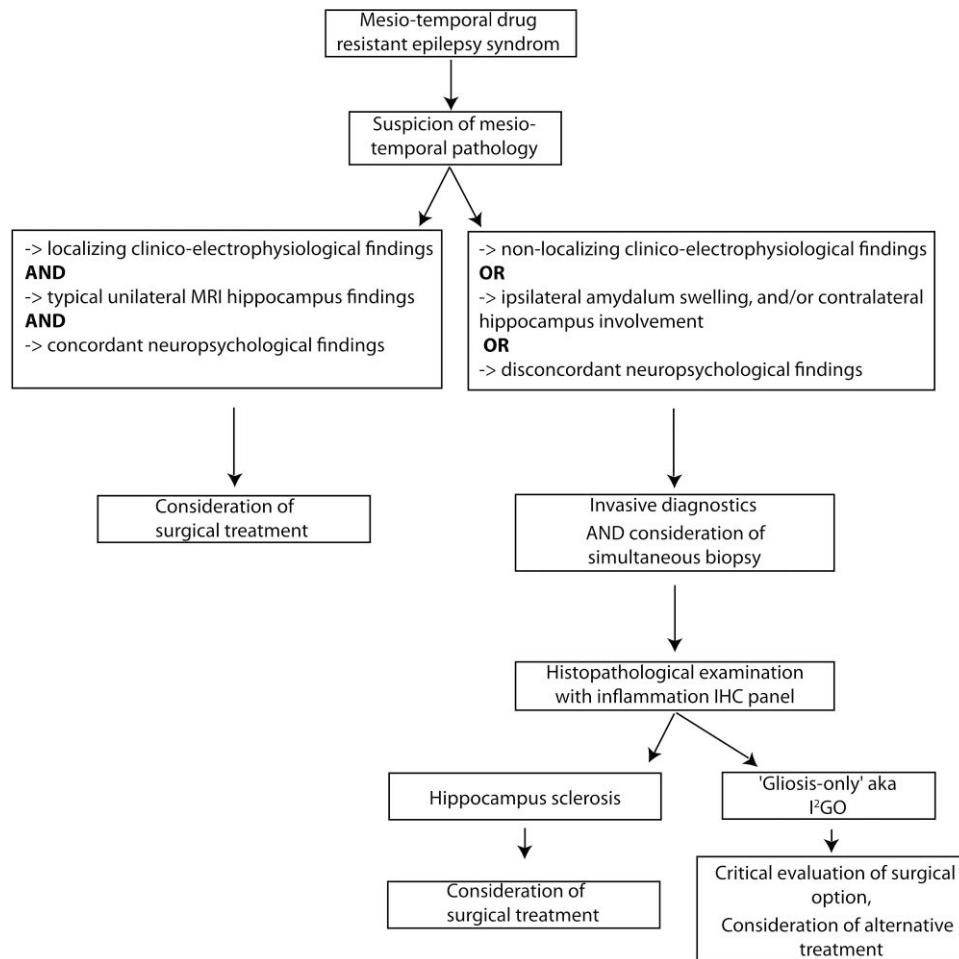 Mesio-temporal drug
resistant epilepsy syndrom
Suspicion of mesio-
temporal pathology
-> localizing clinico-electrophysiological findings
AND
-> typical unilateral MRI hippocampus findings
AND
-> concordant neuropsychological findings
-> non-localizing clinico-electrophysiological findings
OR
-> ipsilateral amydalum swelling, and/or contralateral
hippocampus involvement
OR
-> disconcordant neuropsychological findings
Consideration of
surgical treatment
Invasive diagnostics
AND consideration of
simultaneous biopsy
Histopathological examination
with inflammation IHC panel
Hippocampus sclerosis
'Gliosis-only' aka
I²GO
Consideration of
surgical treatment
Critical evaluation of surgical
option,
Consideration of alternative
treatment